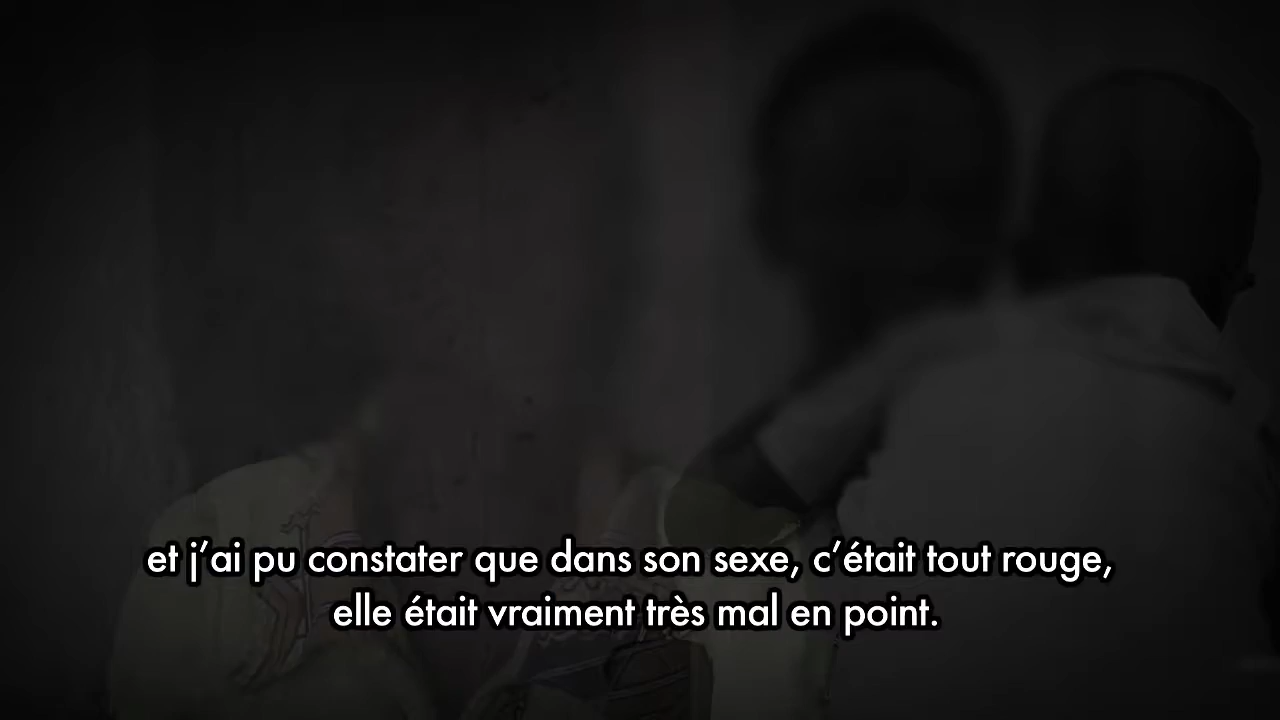 et j’ai pu constater que dans son sexe, c’était tout rouge,
elle était vraiment très mal en point.